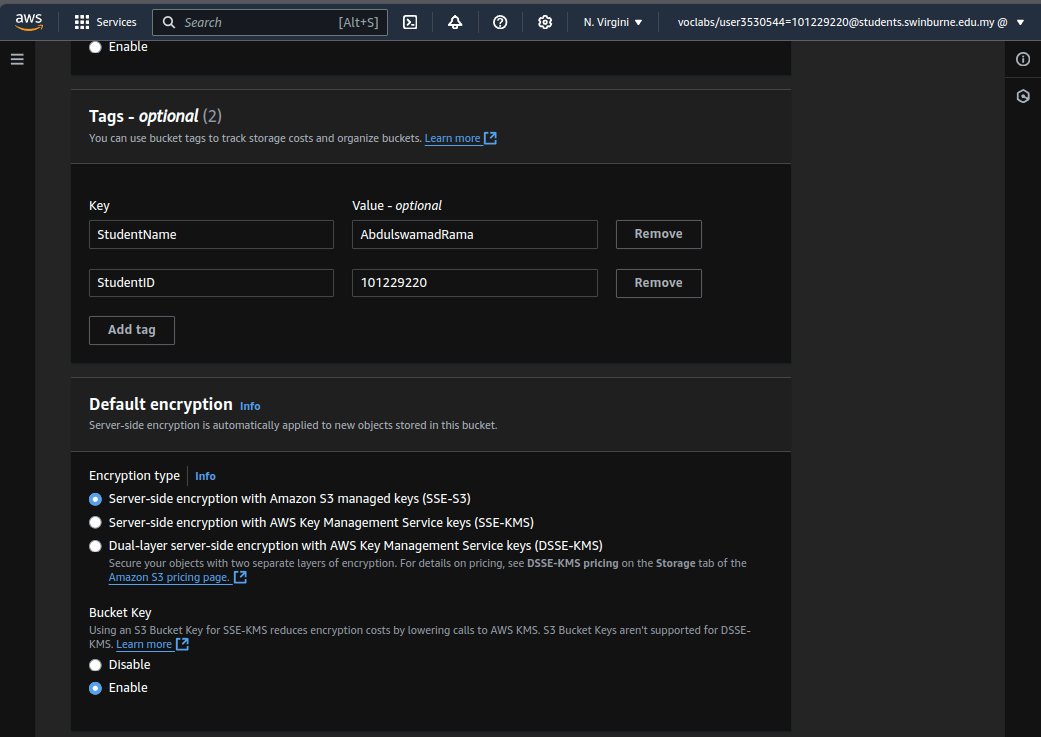 aws
Services
Search [Alt+S]
N. Virgini
voclabs/user3530544=101229220@students.swinburne.edu.my @
Enable
Tags - optional (2)
You can use bucket tags to track storage costs and organize buckets. Learn more
Key
Value - optional
StudentName
AbdulswamadRama
Remove
StudentID
101229220
Remove
Add tag
Default encryption Info
Server-side encryption is automatically applied to new objects stored in this bucket.
Encryption type Info
Server-side encryption with Amazon S3 managed keys (SSE-S3)
Server-side encryption with AWS Key Management Service keys (SSE-KMS)
Dual-layer server-side encryption with AWS Key Management Service keys (DSSE-KMS)
Secure your objects with two separate layers of encryption. For details on pricing, see DSSE-KMS pricing on the Storage tab of the
Amazon S3 pricing page.
Bucket Key
Using an S3 Bucket Key for SSE-KMS reduces encryption costs by lowering calls to AWS KMS. S3 Bucket Keys aren't supported for DSSE-
KMS. Learn more
Disable
Enable